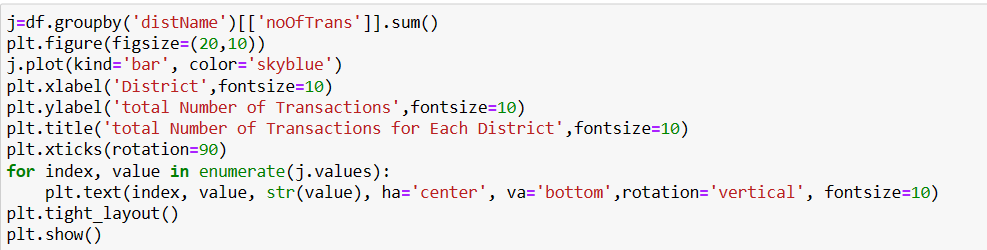 j=df.groupby('distName')[['noOfTrans']].sum()
plt.figure(figsize=(20,10))
j.plot(kind='bar', color='skyblue')
plt.xlabel('District',fontsize=10)
plt.ylabel('total Number of Transactions',fontsize=10)
plt.title('total Number of Transactions for Each District',fontsize=10)
plt.xticks(rotation=90)
for index, value in enumerate(j.values):
    plt.text(index, value, str(value), ha='center', va='bottom',rotation='vertical', fontsize=10)
plt.tight_layout()
plt.show()